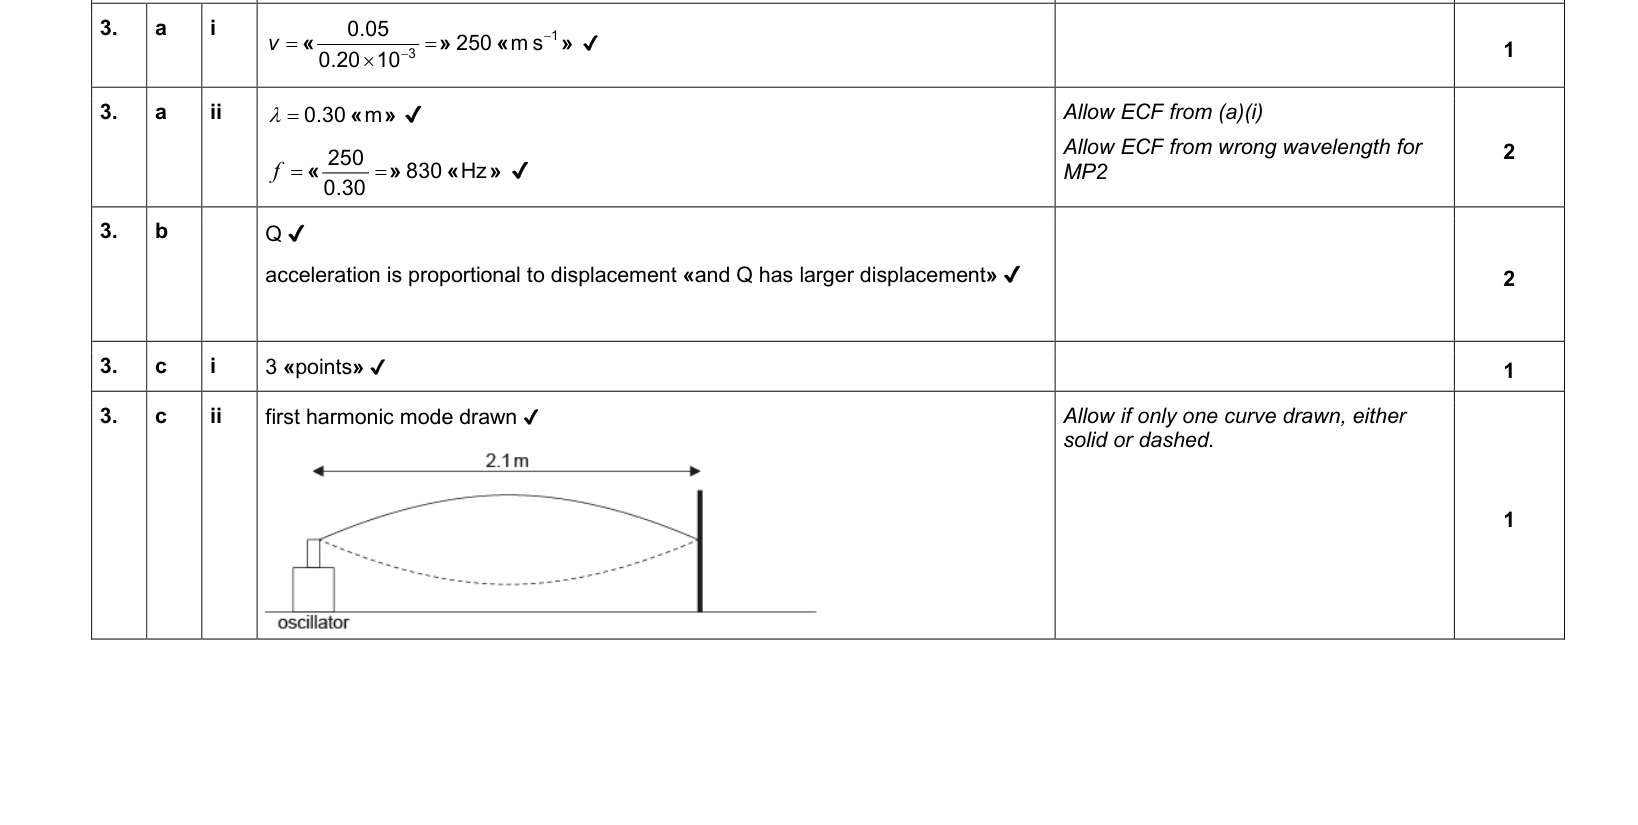 3. a i v = « 0.05 / 0.20 × 10⁻³ = » 250 « m s⁻¹ » ✓ 1
3. a ii λ = 0.30 «m» ✓ Allow ECF from (a)(i)
f = « 250 / 0.30 = » 830 «Hz» ✓ Allow ECF from wrong wavelength for
MP2
2
3. b Q ✓
acceleration is proportional to displacement «and Q has larger displacement» ✓ 2
3. c i 3 «points» ✓ 1
3. c ii first harmonic mode drawn ✓ Allow if only one curve drawn, either
solid or dashed.
2.1 m
1
oscillator